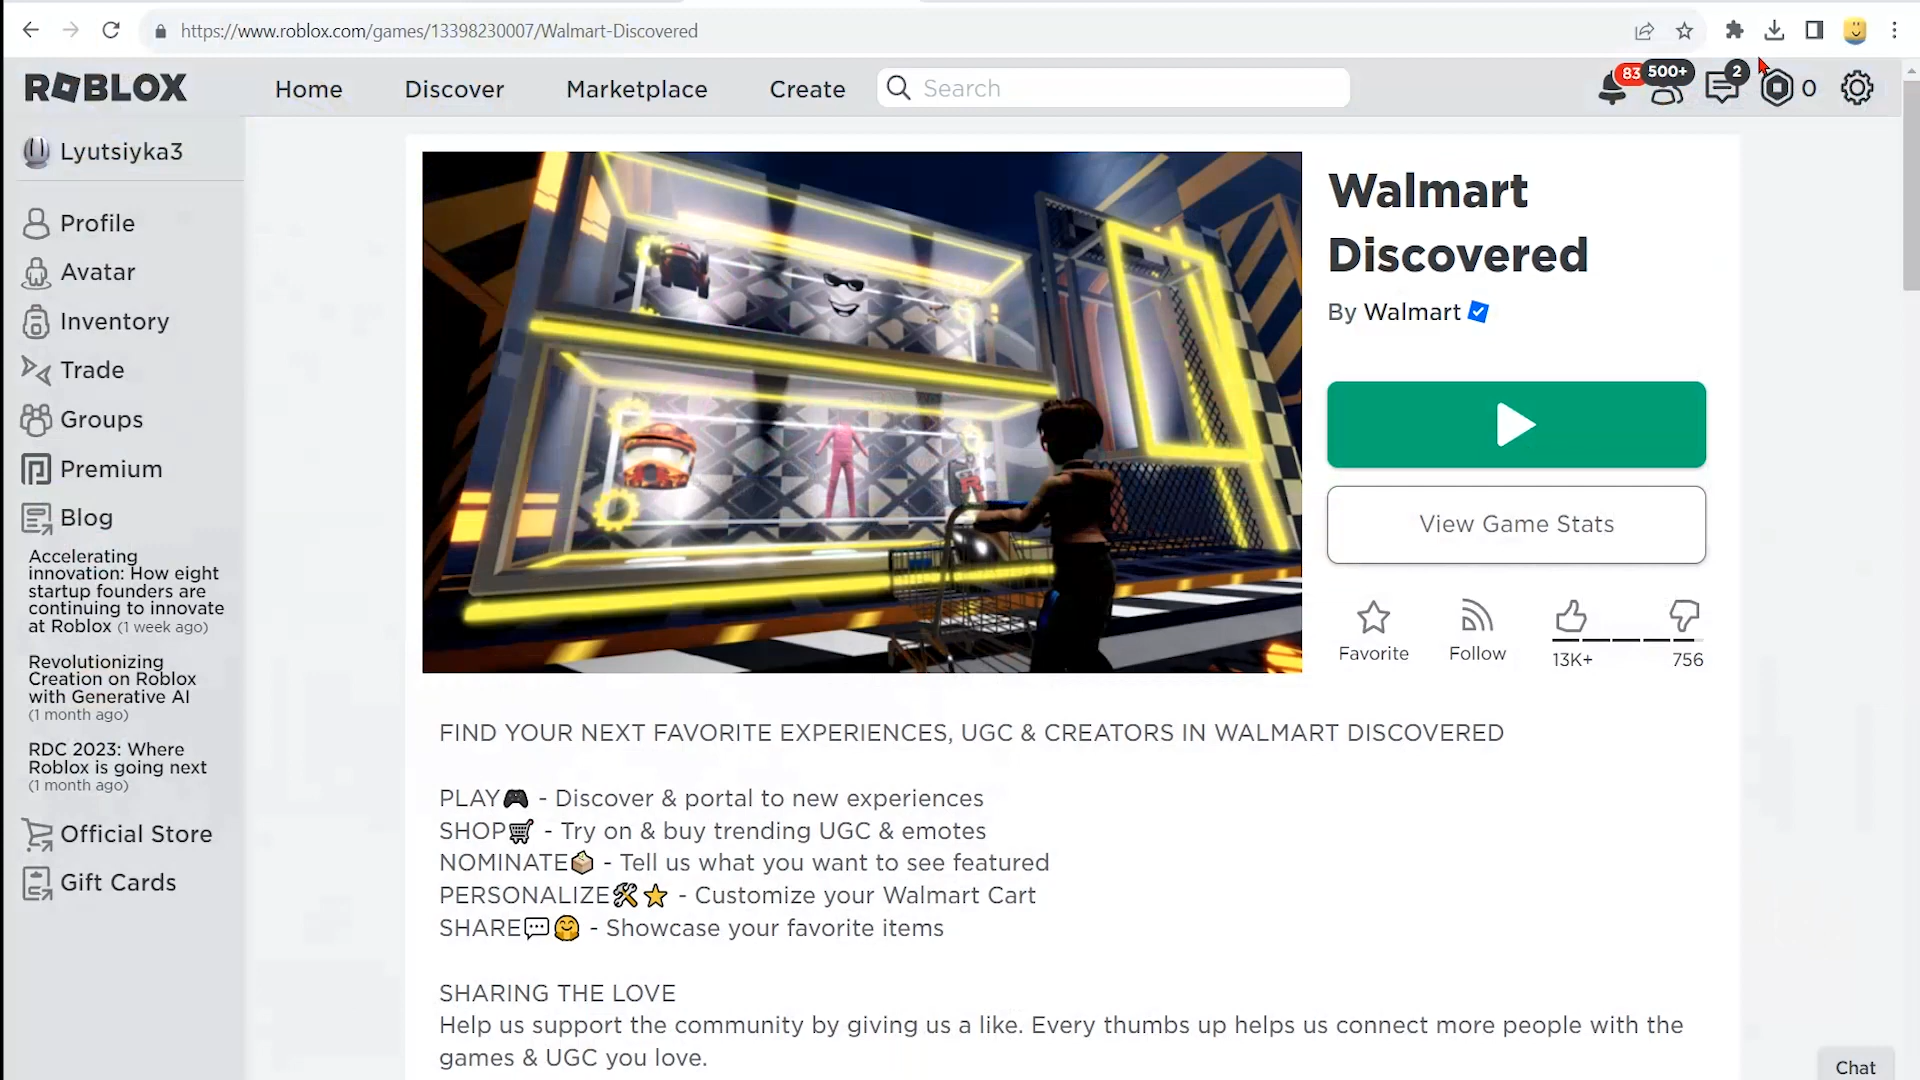 https://www.roblox.com/games/13398230007/Walmart-Discovered
ROBLOX
Home
Discover
Marketplace
Create
Search
83
500+
2
0
Lyutsiyka3
Profile
Avatar
Inventory
Trade
Groups
Premium
Blog
Accelerating
innovation: How eight
startup founders are
continuing to innovate
at Roblox (1 week ago)
Revolutionizing
Creation on Roblox
with Generative AI
(1 month ago)
RDC 2023: Where
Roblox is going next
(1 month ago)
Official Store
Gift Cards
Walmart
Discovered
By Walmart
View Game Stats
Favorite
Follow
13K+
756
FIND YOUR NEXT FAVORITE EXPERIENCES, UGC & CREATORS IN WALMART DISCOVERED
PLAY🎮 - Discover & portal to new experiences
SHOP🛒 - Try on & buy trending UGC & emotes
NOMINATE🗳️ - Tell us what you want to see featured
PERSONALIZE🛠️⭐ - Customize your Walmart Cart
SHARE💬🤗 - Showcase your favorite items
SHARING THE LOVE
Help us support the community by giving us a like. Every thumbs up helps us connect more people with the
games & UGC you love.
Chat